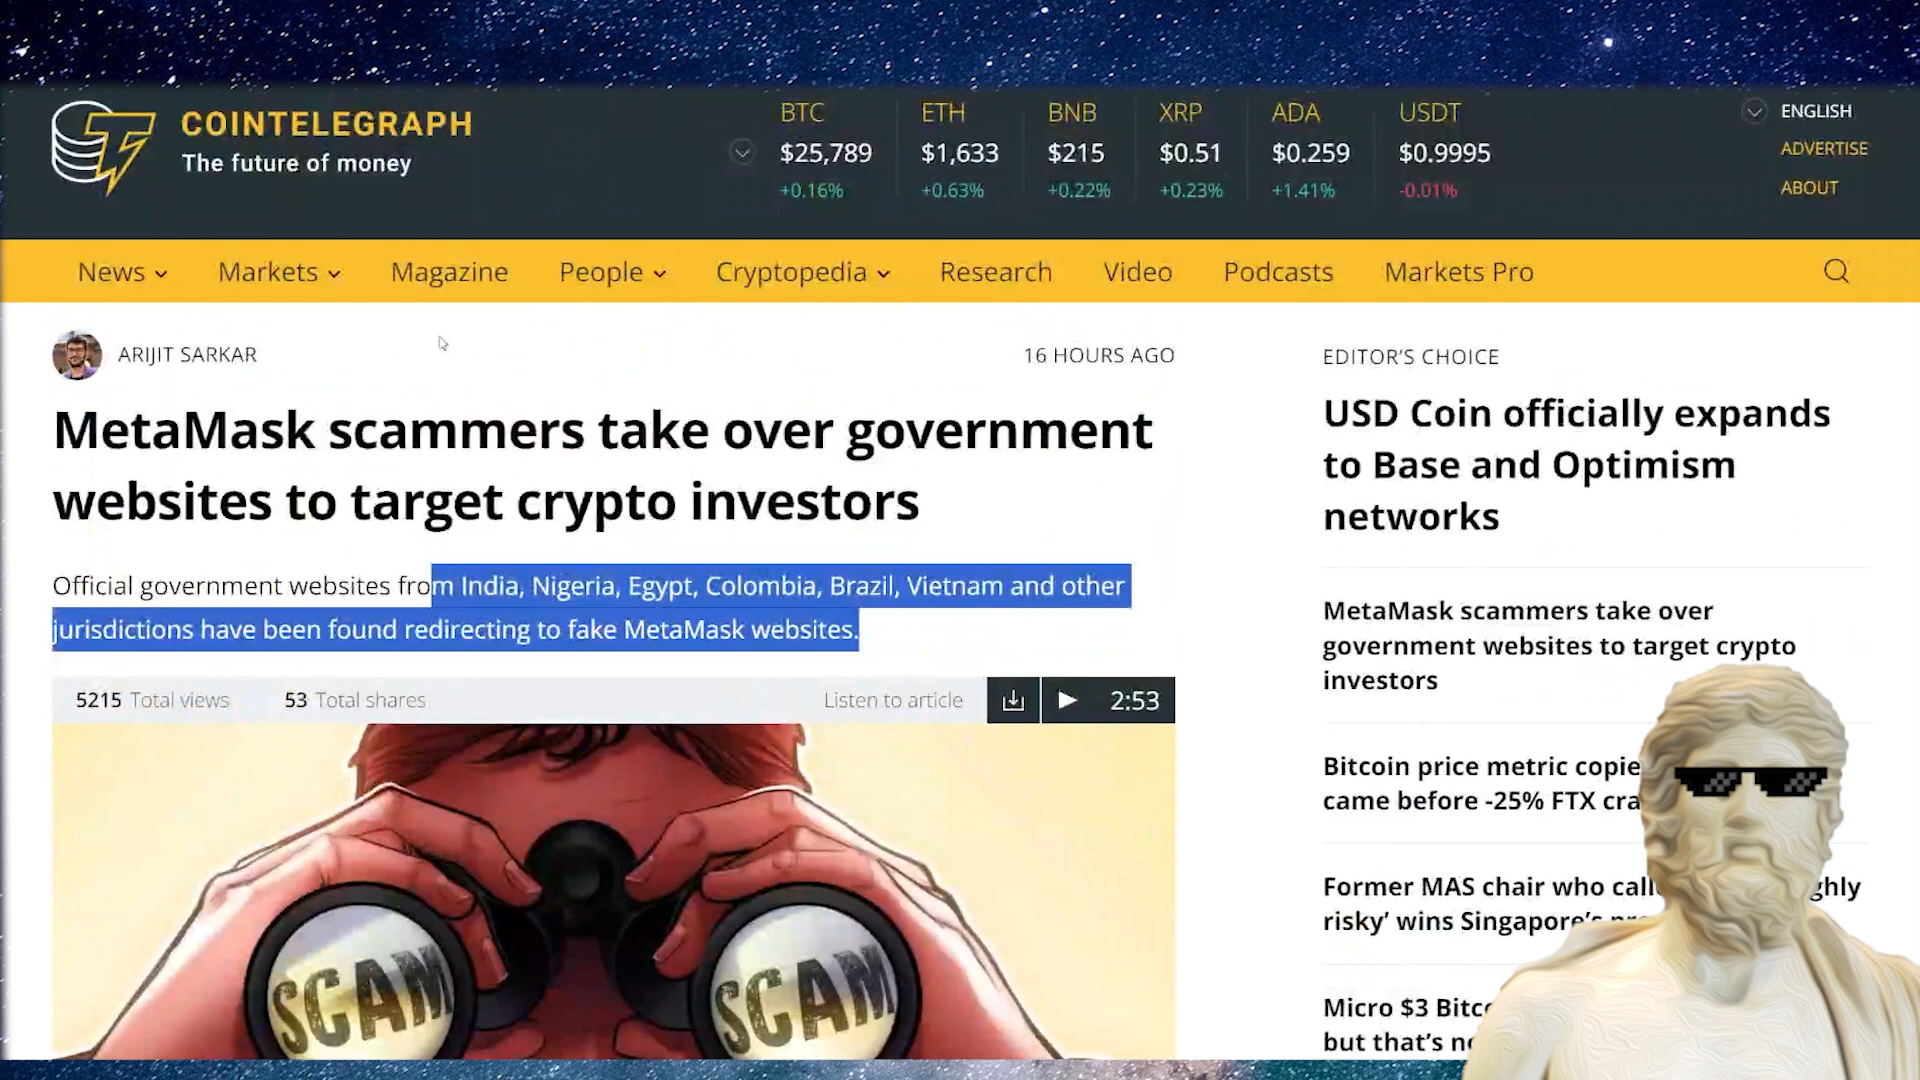 COINTELEGRAPH
The future of money
BTC
$25,789
+0.16%
ETH
$1,633
+0.63%
BNB
$215
+0.22%
XRP
$0.51
+0.23%
ADA
$0.259
+1.41%
USDT
$0.9995
-0.01%
ENGLISH
ADVERTISE
ABOUT
News
Markets
Magazine
People
Cryptopedia
Research
Video
Podcasts
Markets Pro
ARIJIT SARKAR
16 HOURS AGO
MetaMask scammers take over government
websites to target crypto investors
Official government websites from India, Nigeria, Egypt, Colombia, Brazil, Vietnam and other
jurisdictions have been found redirecting to fake MetaMask websites.
5215 Total views
53 Total shares
Listen to article
2:53
SCAM
SCAM
EDITOR'S CHOICE
USD Coin officially expands
to Base and Optimism
networks
MetaMask scammers take over
government websites to target crypto
investors
Bitcoin price metric
came before -25% FTX
Former MAS chair who
risky’ wins Singapore’s
Micro $3
but that’s